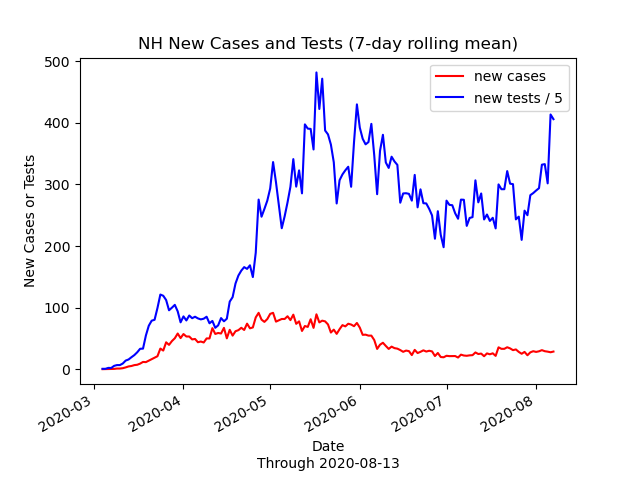 NH New Cases and Tests (7-day rolling mean)
new cases
new tests / 5
New Cases or Tests
500
400
300
200
100
0
2020-03
2020-04
2020-05
2020-06
2020-07
2020-08
Date
Through 2020-08-13